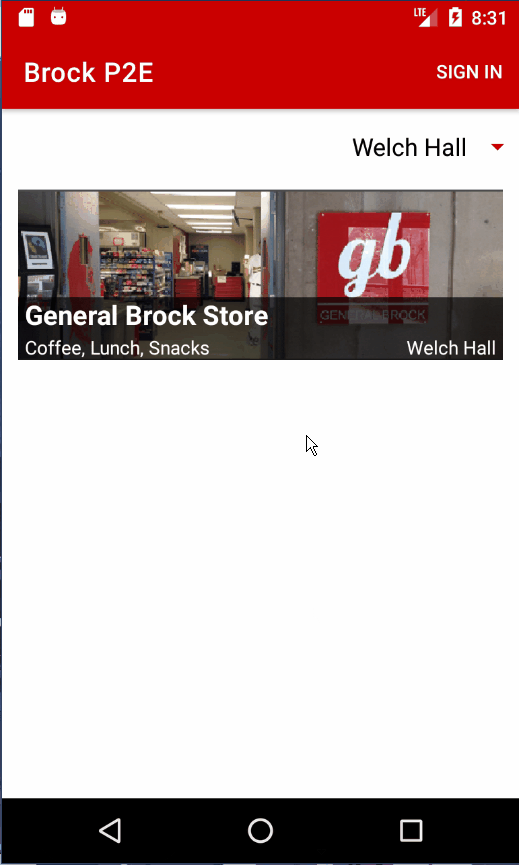 LTE 8:31
Brock P2E SIGN IN
Welch Hall
gb
GENERAL BROCK
General Brock Store
Coffee, Lunch, Snacks Welch Hall